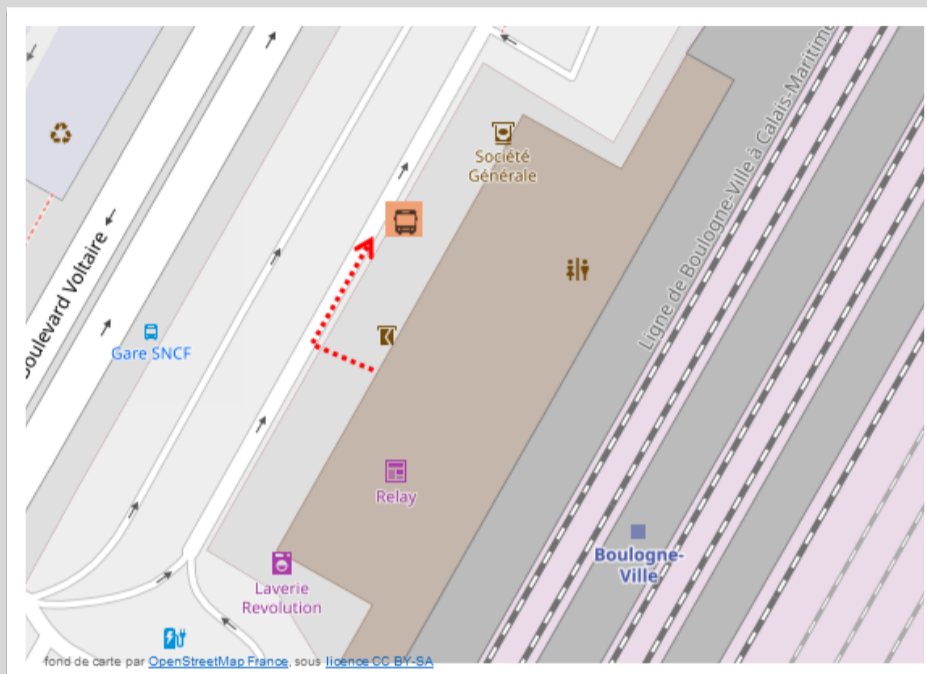 Société
Générale
Ligne de Boulogne-Ville à Calais-Maritime
Boulevard Voltaire
Gare SNCF
Relay
Boulogne-
Ville
Laverie
Revolution
fond de carte par OpenStreetMap France, sous licence CC BY-SA